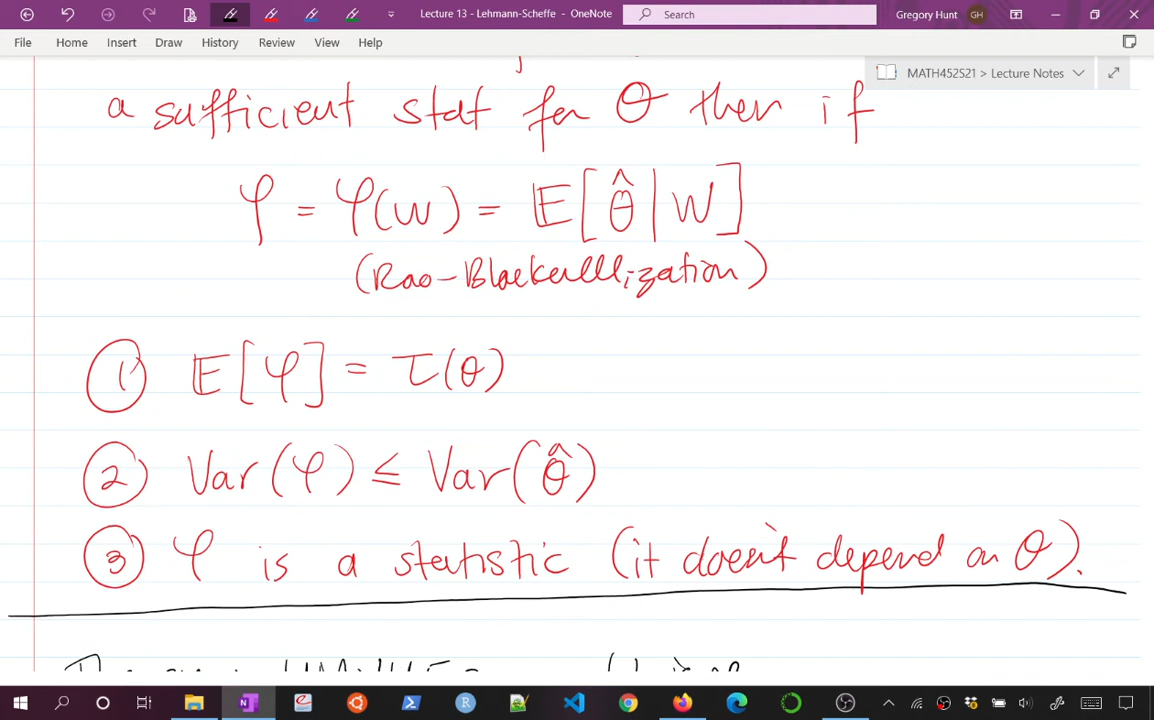 Lecture 13 - Lehmann-Scheffe - OneNote
Search
Gregory Hunt GH
File Home Insert Draw History Review View Help
MATH452S21 > Lecture Notes
a sufficient stat for θ then if
φ = φ(W) = E[θ̂ | W]
(Rao-Blackwellization)
① E[φ] = τ(θ)
② Var(φ) ≤ Var(θ̂)
③ φ is a statistic (it doesn't depend on θ).